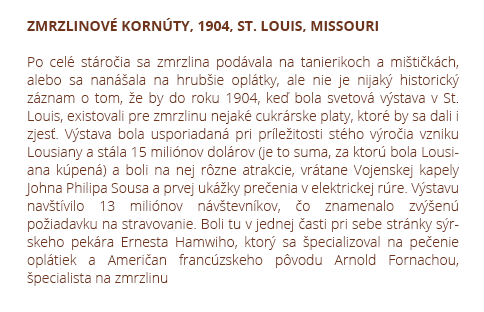 ZMRZLINOVÉ KORNÚTY, 1904, ST. LOUIS, MISSOURI
Po celé stáročia sa zmrzlina podávala na tanierikoch a mištičkách,
alebo sa nanášala na hrubšie oplátky, ale nie je nijaký historický
záznam o tom, že by do roku 1904, keď bola svetová výstava v St.
Louis, existovali pre zmrzlinu nejaké cukrárske platy, ktoré by sa dali i
zjesť. Výstava bola usporiadaná pri príležitosti stého výročia vzniku
Lousiany a stála 15 miliónov dolárov (je to suma, za ktorú bola Lousi-
ana kúpená) a boli na nej rôzne atrakcie, vrátane Vojenskej kapely
Johna Philipa Sousa a prvej ukážky prečenia v elektrickej rúre. Výstavu
navštívilo 13 miliónov návštevníkov, čo znamenalo zvýšenú
požiadavku na stravovanie. Boli tu v jednej časti pri sebe stránky sýr-
skeho pekára Ernesta Hamwiho, ktorý sa špecializoval na pečenie
oplátiek a Američan francúzskeho pôvodu Arnold Fornachou,
špecialista na zmrzlinu